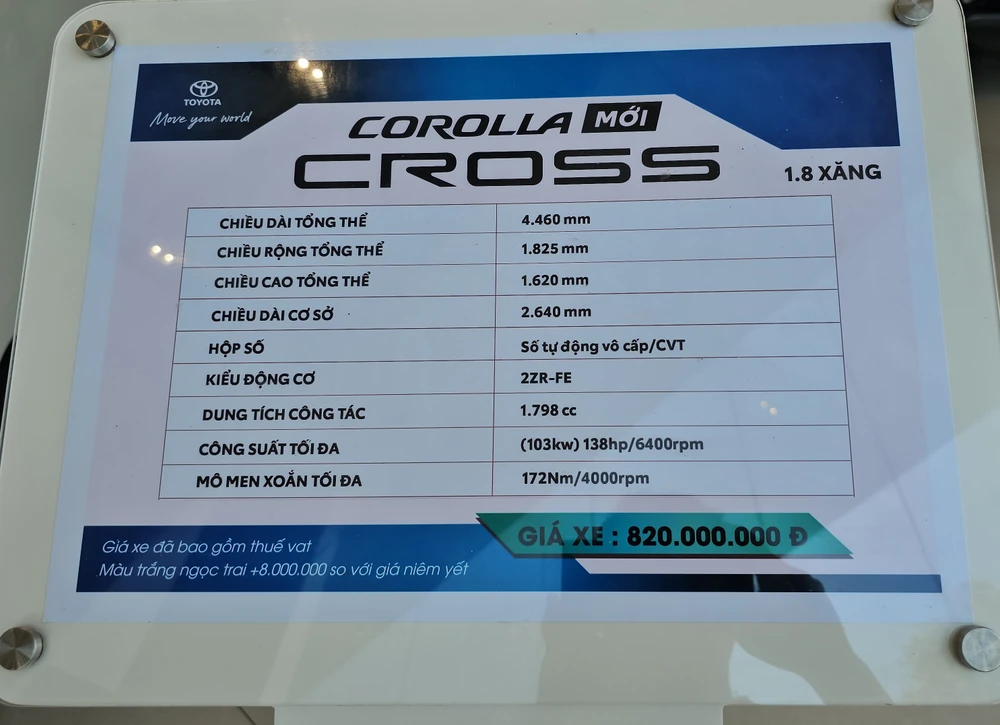 TOYOTA
Move your world
COROLLA MỚI
CROSS
1.8 XĂNG
CHIỀU DÀI TỔNG THỂ 4.460 mm
CHIỀU RỘNG TỔNG THỂ 1.825 mm
CHIỀU CAO TỔNG THỂ 1.620 mm
CHIỀU DÀI CƠ SỞ 2.640 mm
HỘP SỐ Số tự động vô cấp/CVT
KIỂU ĐỘNG CƠ 2ZR-FE
DUNG TÍCH CÔNG TÁC 1.798 cc
CÔNG SUẤT TỐI ĐA (103kw) 138hp/6400rpm
MÔ MEN XOẮN TỐI ĐA 172Nm/4000rpm
GIÁ XE : 820.000.000 Đ
Giá xe đã bao gồm thuế vat
Màu trắng ngọc trai +8.000.000 so với giá niêm yết